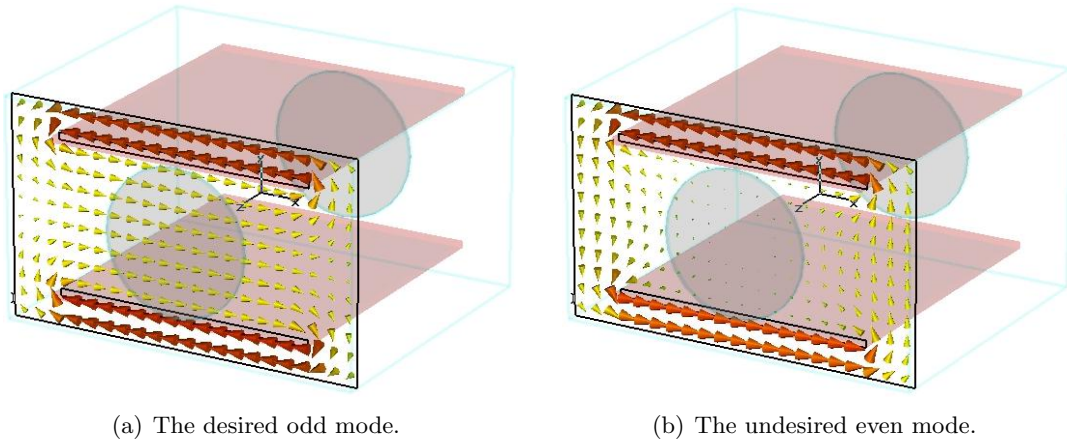 Y
Z
X
Y
Z
X
(a) The desired odd mode.
(b) The undesired even mode.